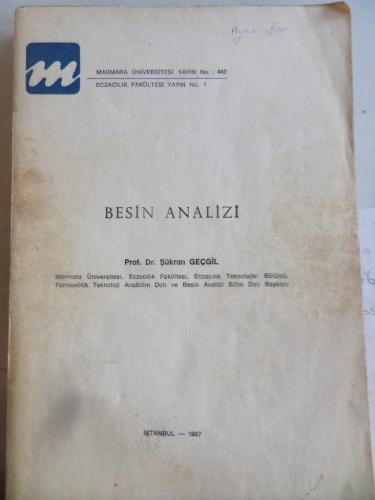 m
MARMARA ÜNİVERSİTESİ YAYIN No. : 442
ECZACILIK FAKÜLTESİ YAYIN No. 1
BESİN ANALİZİ
Prof. Dr. Şükran GEÇGİL
Marmara Üniversitesi, Eczacılık Fakültesi, Eczacılık Teknolojisi Bölümü,
Farmasötik Teknoloji Anabilim Dalı ve Besin Analizi Bilim Dalı Başkanı
İSTANBUL — 1987